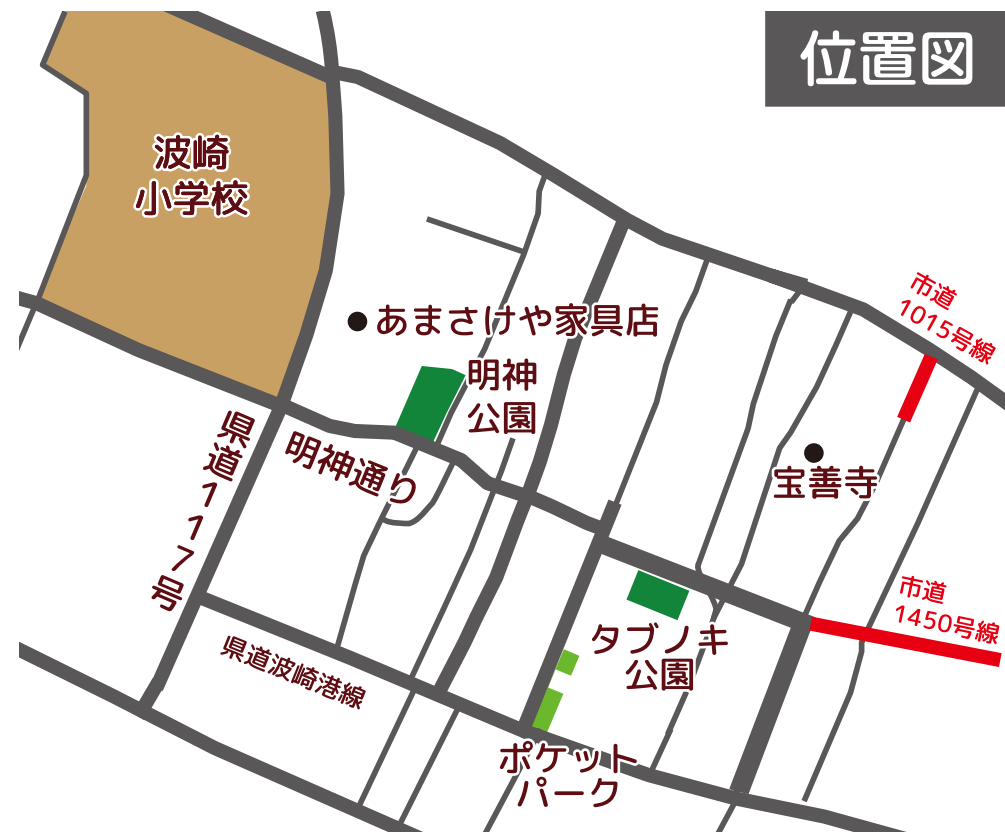 位置図
波崎
小学校
市道
1015号線
あまさけや家具店
明神
公園
県道117号
明神通り
宝善寺
市道
1450号線
タブノキ
公園
県道波崎港線
ポケット
パーク